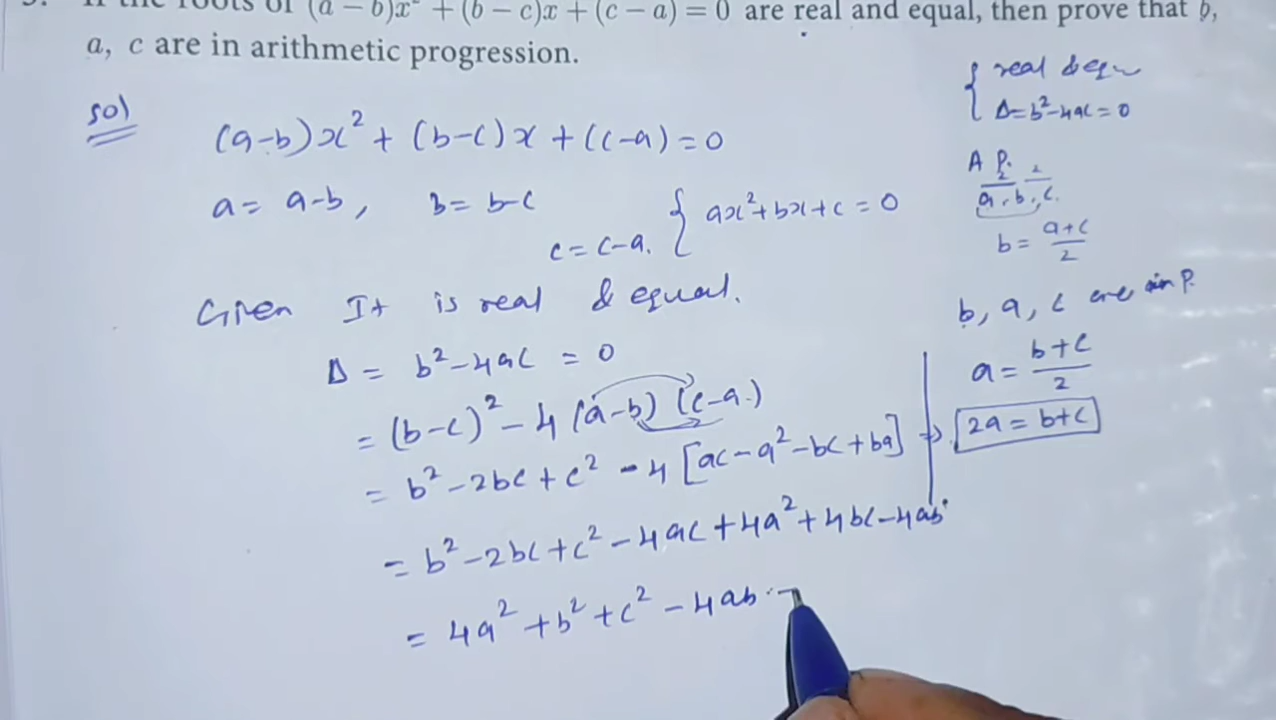 (a − b)x² + (b − c)x + (c − a) = 0 are real and equal, then prove that b,
a, c are in arithmetic progression.
sol
(a-b)x² + (b-c)x + (c-a) = 0
a = a-b, b = b-c
c = c-a. { ax²+bx+c = 0
Given It is real & equal.
Δ = b²-4ac = 0
= (b-c)² - 4 (a-b) (c-a)
= b² - 2bc + c² - 4 [ac - a² - bc + ba] ⇒
= b² - 2bc + c² - 4ac + 4a² + 4bc - 4ab
= 4a² + b² + c² - 4ab -
{ real &
Δ = b²-4ac = 0
A P.
a, b, c.
b = a+c/2
b, a, c are in P.
a = b+c/2
2a = b+c